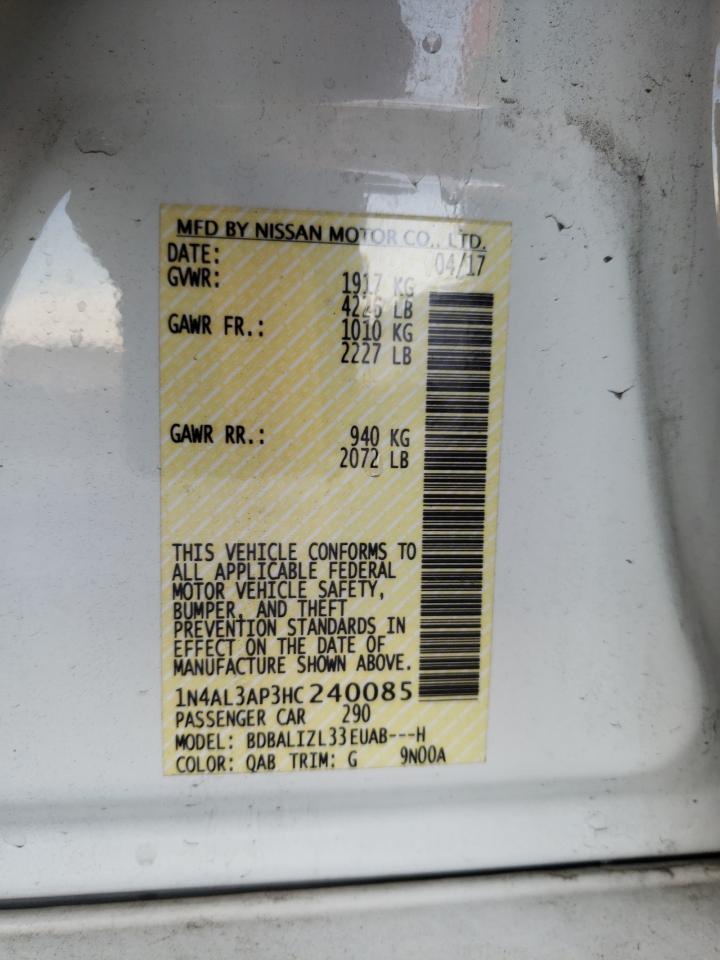 MFD BY NISSAN MOTOR CO., LTD.
DATE: 04/17
GVWR: 1917 KG
4226 LB
GAWR FR.: 1010 KG
2227 LB
GAWR RR.: 940 KG
2072 LB
THIS VEHICLE CONFORMS TO
ALL APPLICABLE FEDERAL
MOTOR VEHICLE SAFETY,
BUMPER, AND THEFT
PREVENTION STANDARDS IN
EFFECT ON THE DATE OF
MANUFACTURE SHOWN ABOVE.
1N4AL3AP3HC240085
PASSENGER CAR 290
MODEL: BDBALIZL33EUAB---H
COLOR: QAB TRIM: G 9N00A